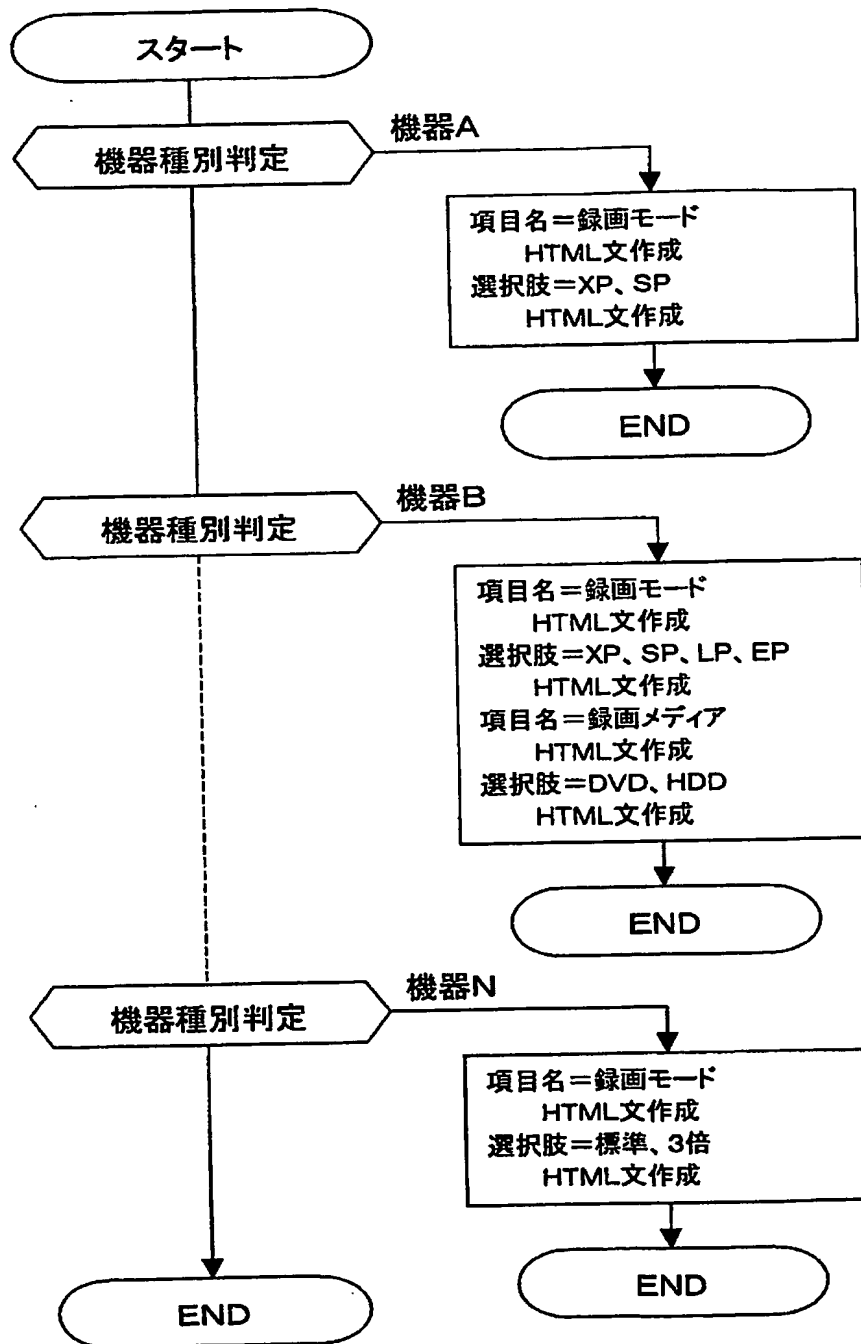 スタート
機器種別判定
機器A
項目名=録画モード
HTML文作成
選択肢=XP、SP
HTML文作成
END
機器種別判定
機器B
項目名=録画モード
HTML文作成
選択肢=XP、SP、LP、EP
HTML文作成
項目名=録画メディア
HTML文作成
選択肢=DVD、HDD
HTML文作成
END
機器種別判定
機器N
項目名=録画モード
HTML文作成
選択肢=標準、3倍
HTML文作成
END
END